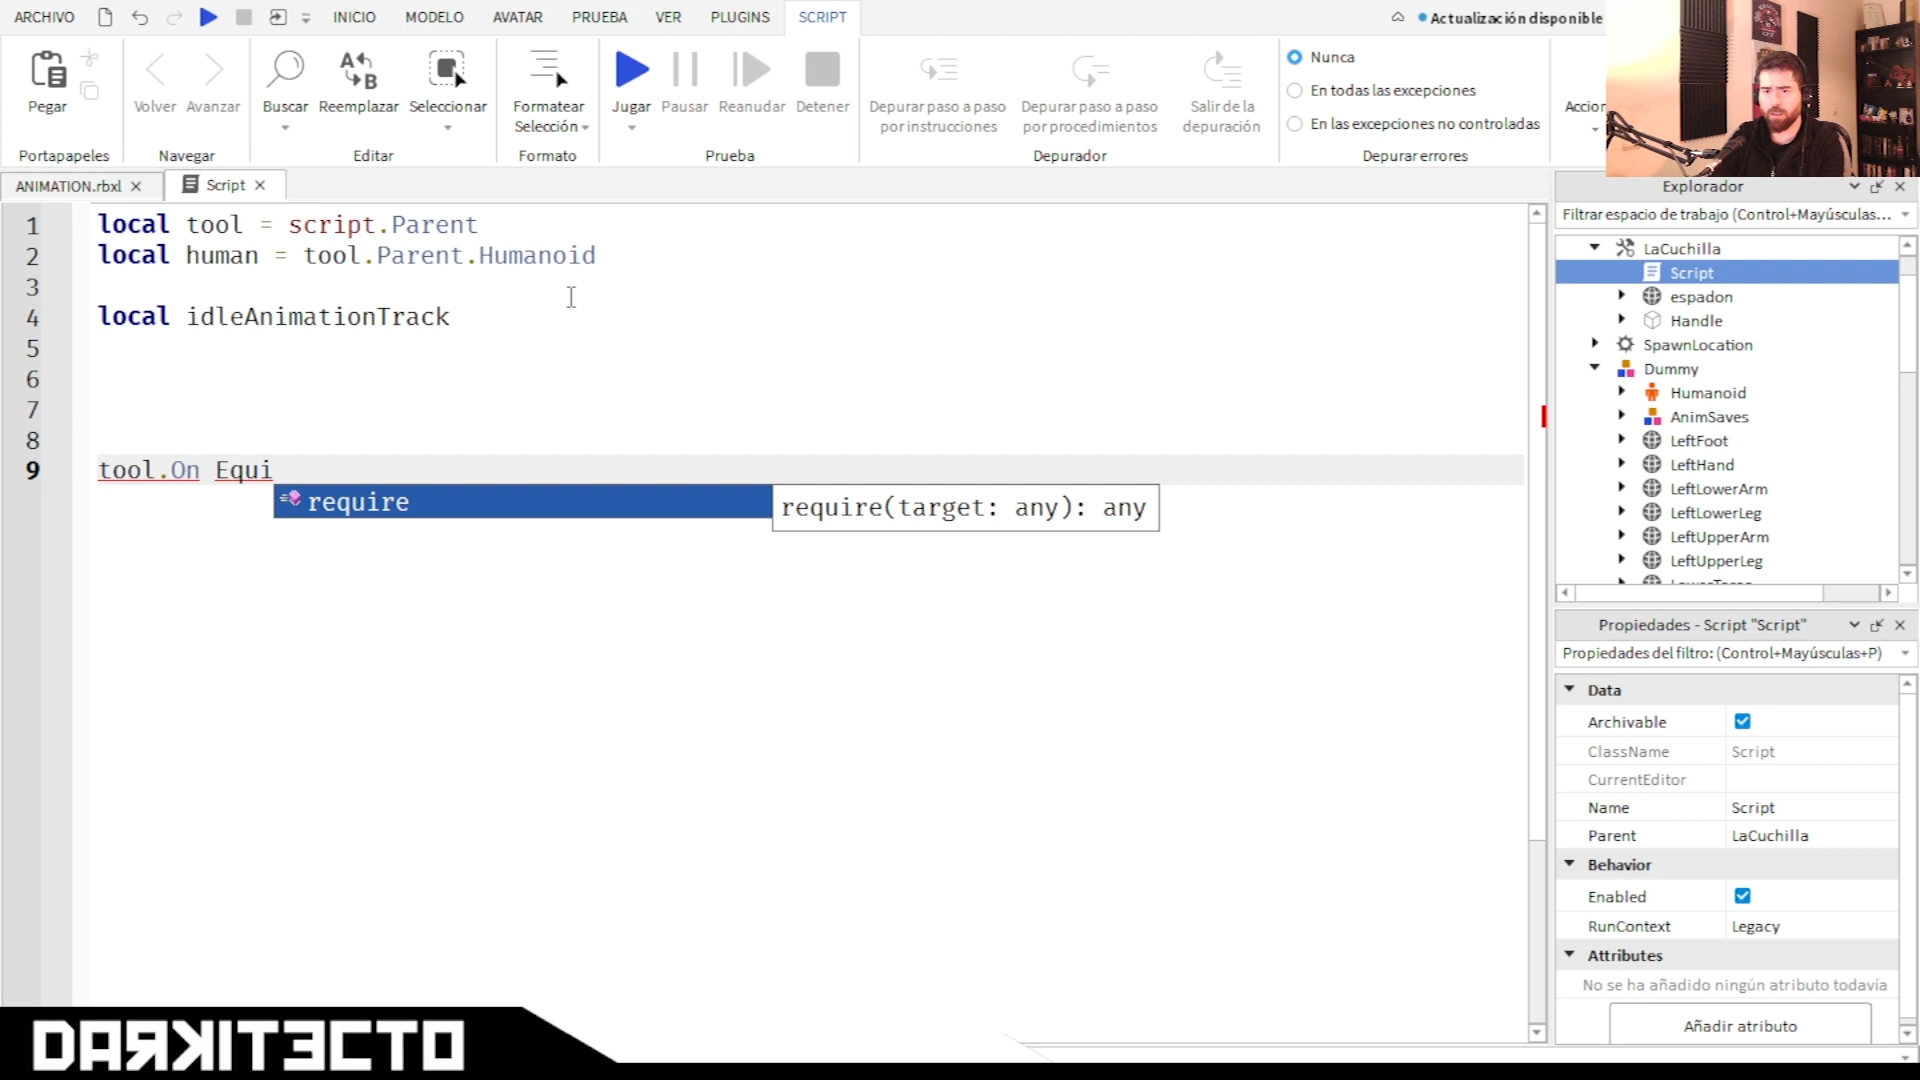 ARCHIVO
INICIO
MODELO
AVATAR
PRUEBA
VER
PLUGINS
SCRIPT
Actualización disponible
Pegar
Portapapeles
Volver
Avanzar
Navegar
Buscar
Reemplazar
Seleccionar
Editar
Formatear
Selección
Formato
Jugar
Pausar
Reanudar
Detener
Prueba
Depurar paso a paso
por instrucciones
Depurar paso a paso
por procedimientos
Salir de la
depuración
Depurador
Nunca
En todas las excepciones
En las excepciones no controladas
Depurar errores
ANIMATION.rbxl
Script
1 local tool = script.Parent
2 local human = tool.Parent.Humanoid
3
4 local idleAnimationTrack
5
6
7
8
9 tool.On Equi
require
require(target: any): any
Explorador
Filtrar espacio de trabajo (Control+Mayúsculas...
LaCuchilla
Script
espadon
Handle
SpawnLocation
Dummy
Humanoid
AnimSaves
LeftFoot
LeftHand
LeftLowerArm
LeftLowerLeg
LeftUpperArm
LeftUpperLeg
Propiedades - Script "Script"
Propiedades del filtro: (Control+Mayúsculas+P)
Data
Archivable
ClassName Script
CurrentEditor
Name Script
Parent LaCuchilla
Behavior
Enabled
RunContext Legacy
Attributes
No se ha añadido ningún atributo todavía
Añadir atributo
DARKITECTO